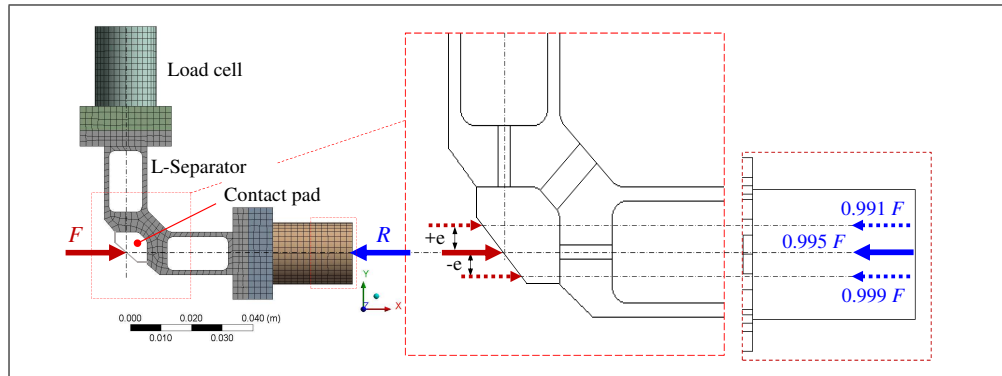 Load cell
L-Separator
Contact pad
F
R
+e
-e
0.991 F
0.995 F
0.999 F
Y
Z
X
0.000 0.020 0.040 (m)
0.010 0.030